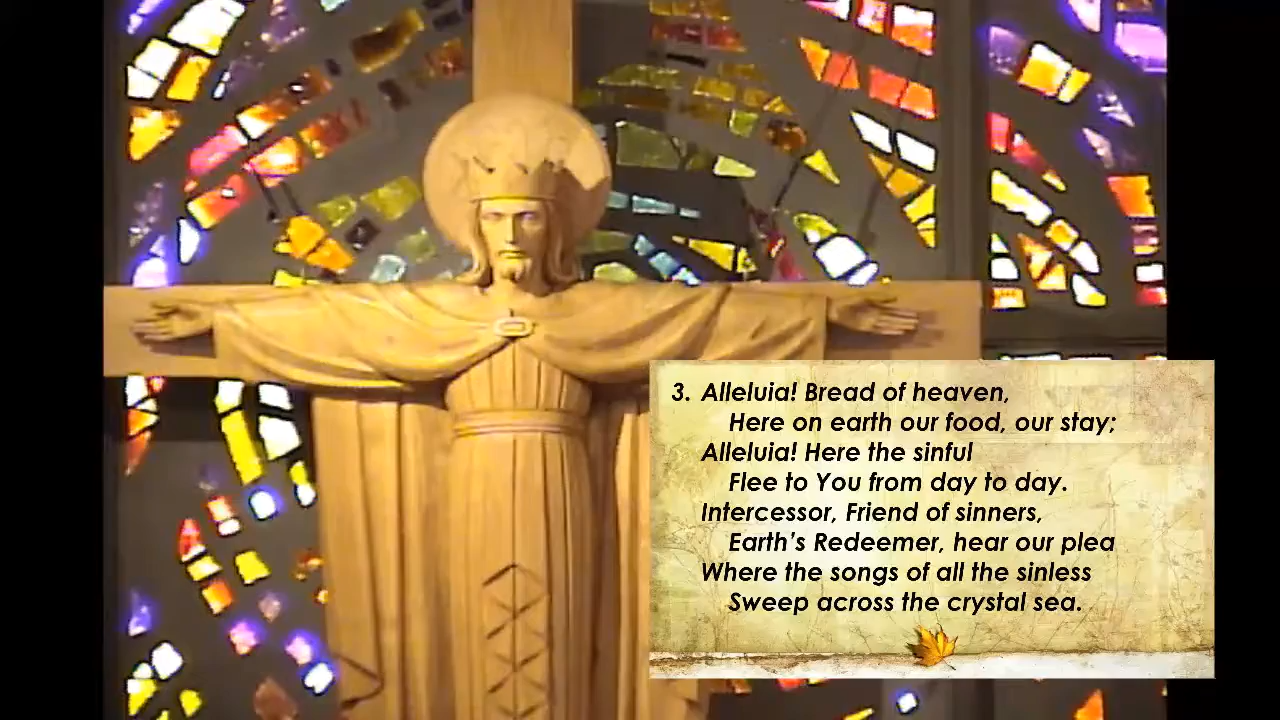 3. Alleluia! Bread of heaven,
Here on earth our food, our stay;
Alleluia! Here the sinful
Flee to You from day to day.
Intercessor, Friend of sinners,
Earth's Redeemer, hear our plea
Where the songs of all the sinless
Sweep across the crystal sea.